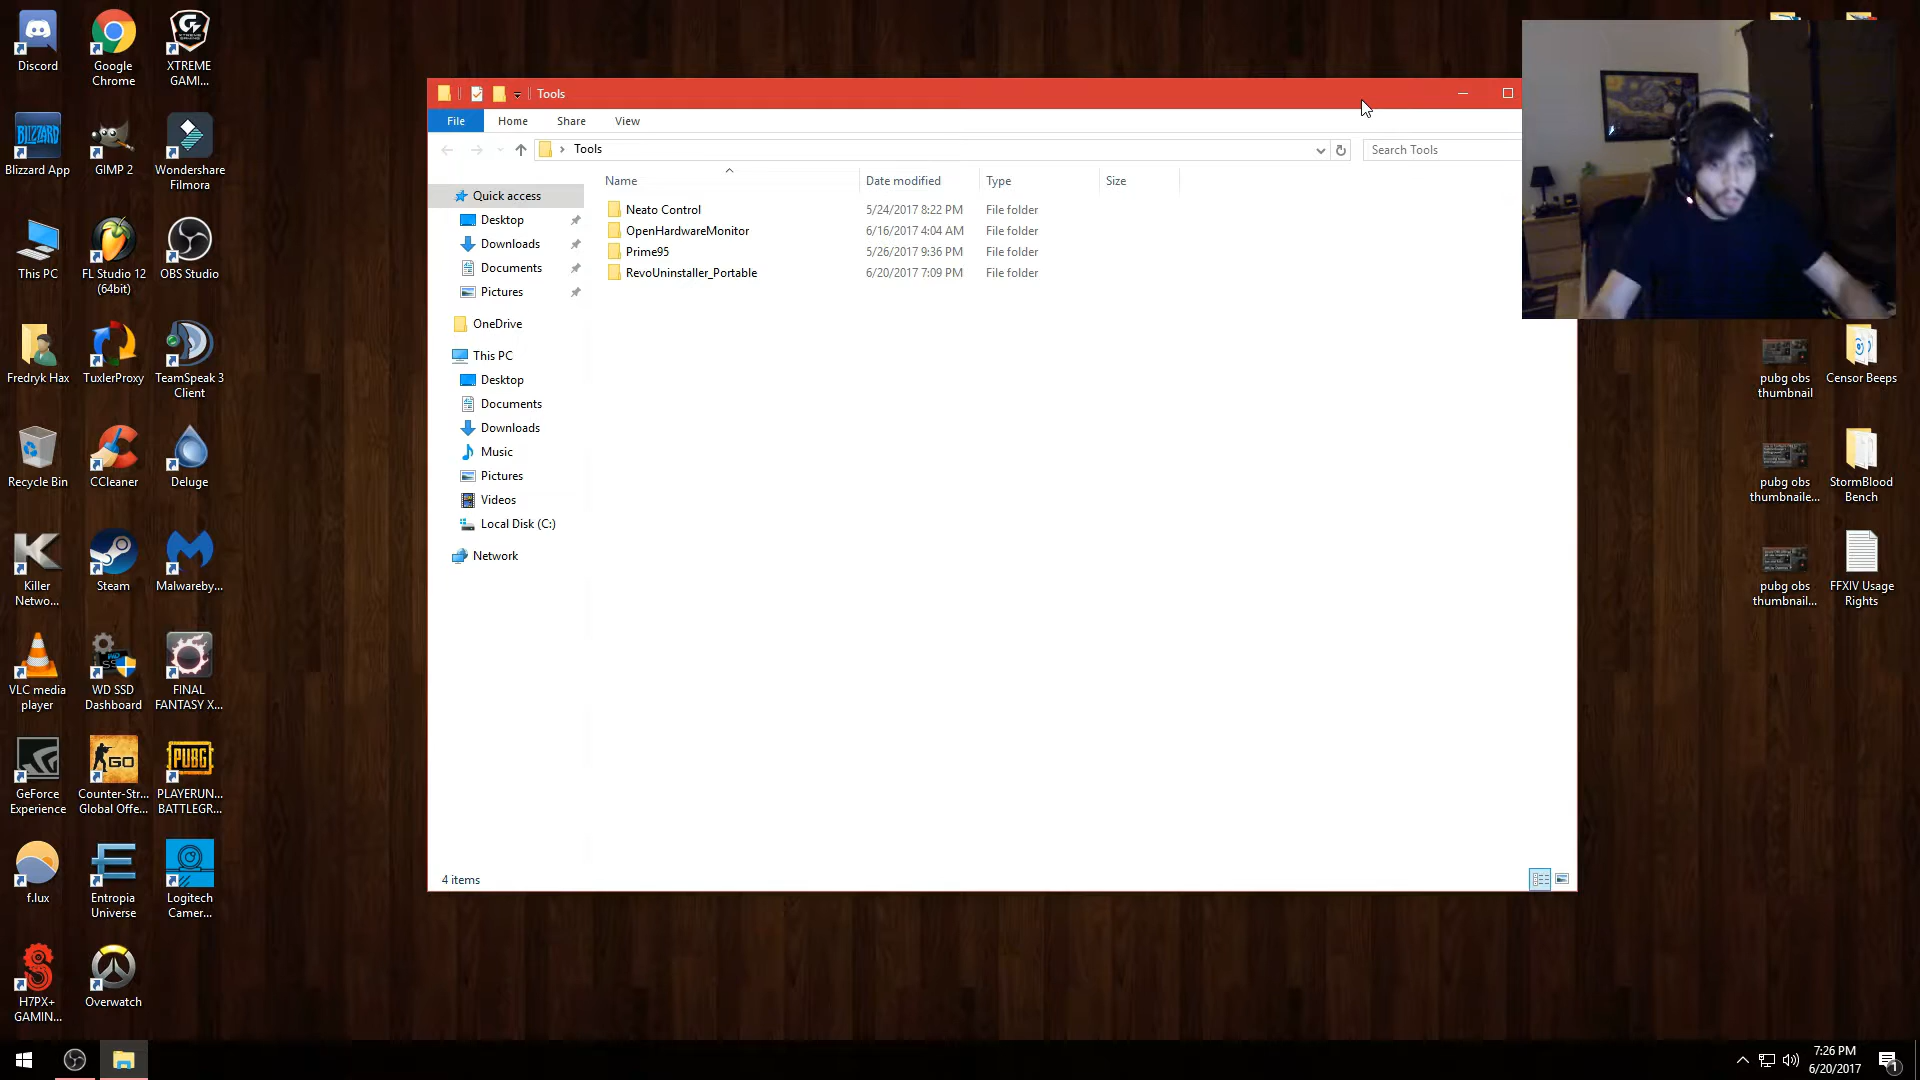 Discord
Google
Chrome
XTREME
GAMI...
Blizzard App
GIMP 2
Wondershare
Filmora
This PC
FL Studio 12
(64bit)
OBS Studio
Fredryk Hax
TuxlerProxy
TeamSpeak 3
Client
Recycle Bin
CCleaner
Deluge
Killer
Netwo...
Steam
Malwareby...
VLC media
player
WD SSD
Dashboard
FINAL
FANTASY X...
GeForce
Experience
Counter-Str...
Global Offe...
PLAYERUN...
BATTLEGR...
f.lux
Entropia
Universe
Logitech
Camer...
H7PX+
GAMIN...
Overwatch
BLIZZARD
GO
PUBG
Tools
File
Home
Share
View
Tools
Search Tools
Name
Date modified
Type
Size
Neato Control
5/24/2017 8:22 PM
File folder
OpenHardwareMonitor
6/16/2017 4:04 AM
File folder
Prime95
5/26/2017 9:36 PM
File folder
RevoUninstaller_Portable
6/20/2017 7:09 PM
File folder
Quick access
Desktop
Downloads
Documents
Pictures
OneDrive
This PC
Desktop
Documents
Downloads
Music
Pictures
Videos
Local Disk (C:)
Network
4 items
pubg obs
thumbnail
Censor Beeps
pubg obs
thumbnaile...
StormBlood
Bench
pubg obs
thumbnail...
FFXIV Usage
Rights
7:26 PM
6/20/2017
1